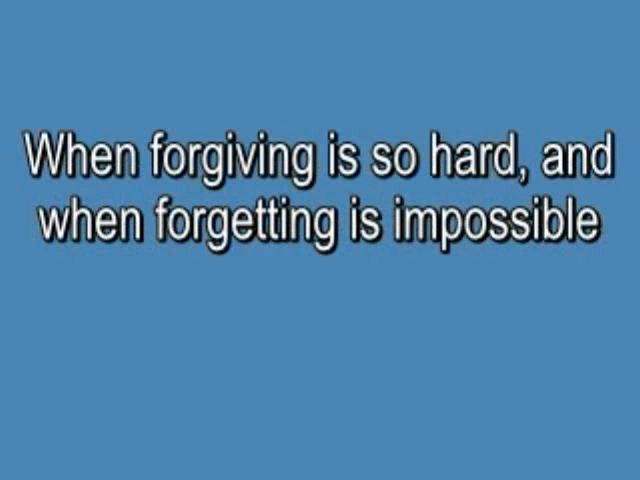 When forgiving is so hard, and
when forgetting is impossible